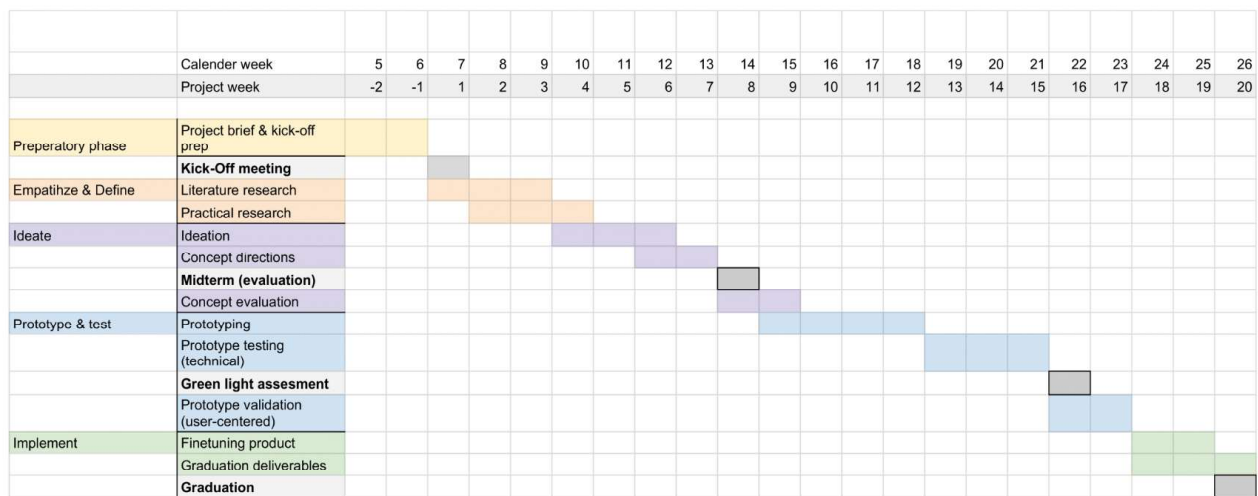 Calender week 5 6 7 8 9 10 11 12 13 14 15 16 17 18 19 20 21 22 23 24 25 26
Project week -2 -1 1 2 3 4 5 6 7 8 9 10 11 12 13 14 15 16 17 18 19 20
Preperatory phase Project brief & kick-off
prep
Kick-Off meeting
Empatihze & Define Literature research
Practical research
Ideate Ideation
Concept directions
Midterm (evaluation)
Concept evaluation
Prototype & test Prototyping
Prototype testing
(technical)
Green light assesment
Prototype validation
(user-centered)
Implement Finetuning product
Graduation deliverables
Graduation